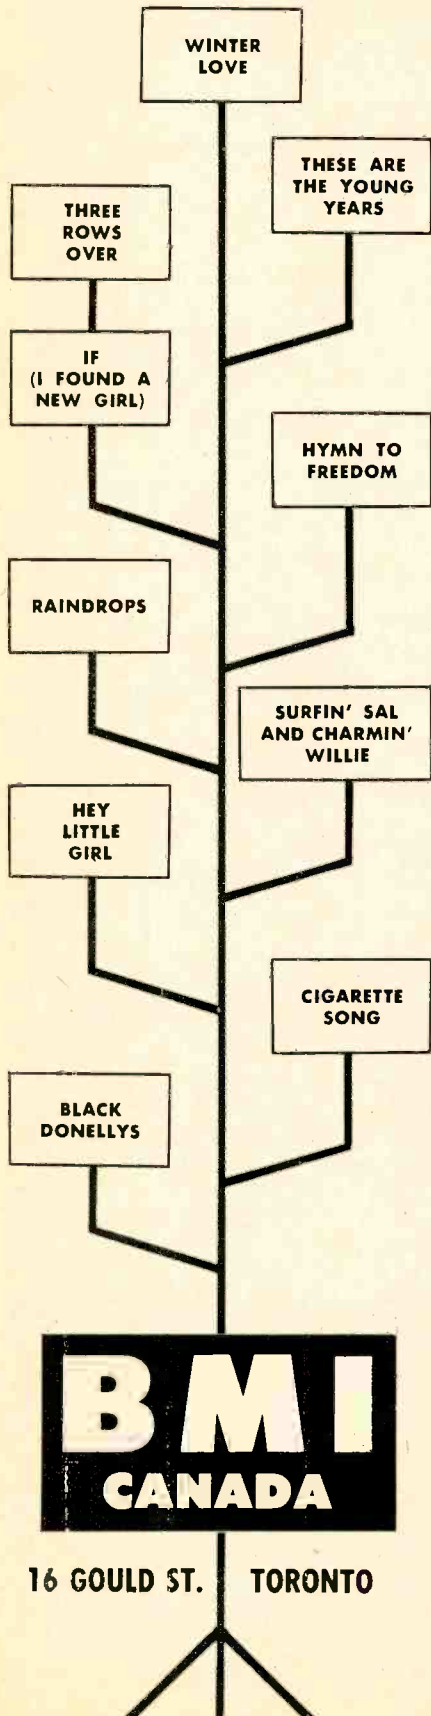 WINTER
LOVE
THESE ARE
THE YOUNG
YEARS
THREE
ROWS
OVER
IF
(I FOUND A
NEW GIRL)
HYMN TO
FREEDOM
RAINDROPS
SURFIN' SAL
AND CHARMIN'
WILLIE
HEY
LITTLE
GIRL
CIGARETTE
SONG
BLACK
DONELLYS
BMI
CANADA
16 GOULD ST. TORONTO